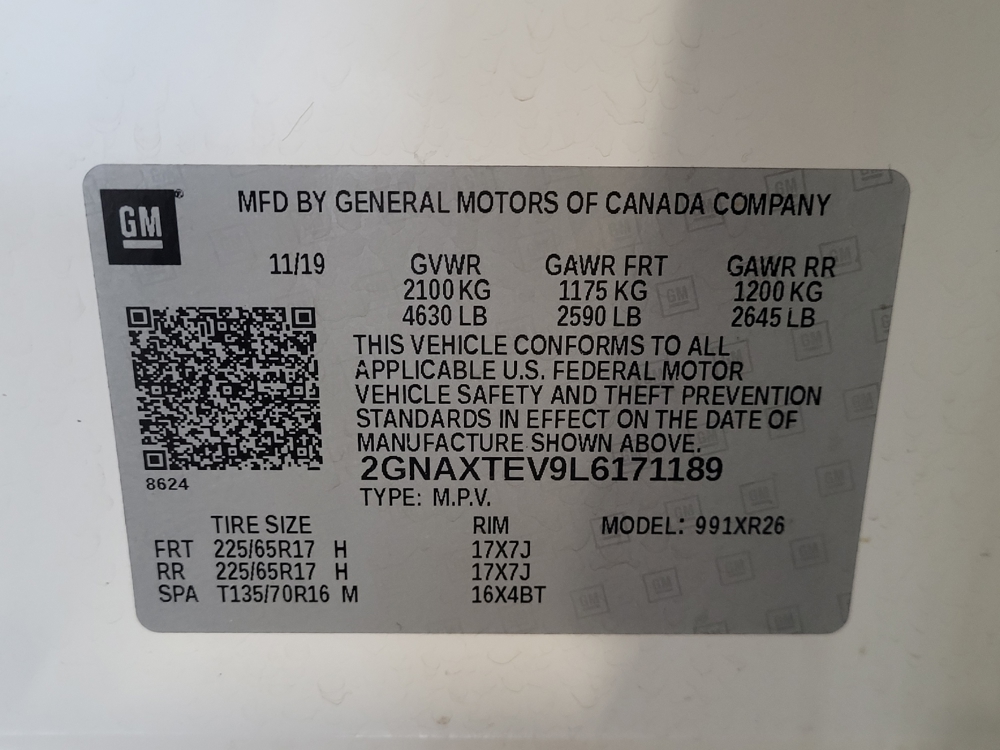 GM
MFD BY GENERAL MOTORS OF CANADA COMPANY
11/19 GVWR GAWR FRT GAWR RR
2100 KG 1175 KG 1200 KG
4630 LB 2590 LB 2645 LB
THIS VEHICLE CONFORMS TO ALL
APPLICABLE U.S. FEDERAL MOTOR
VEHICLE SAFETY AND THEFT PREVENTION
STANDARDS IN EFFECT ON THE DATE OF
MANUFACTURE SHOWN ABOVE.
2GNAXTEV9L6171189
8624
TYPE: M.P.V.
TIRE SIZE RIM MODEL: 991XR26
FRT 225/65R17 H 17X7J
RR 225/65R17 H 17X7J
SPA T135/70R16 M 16X4BT